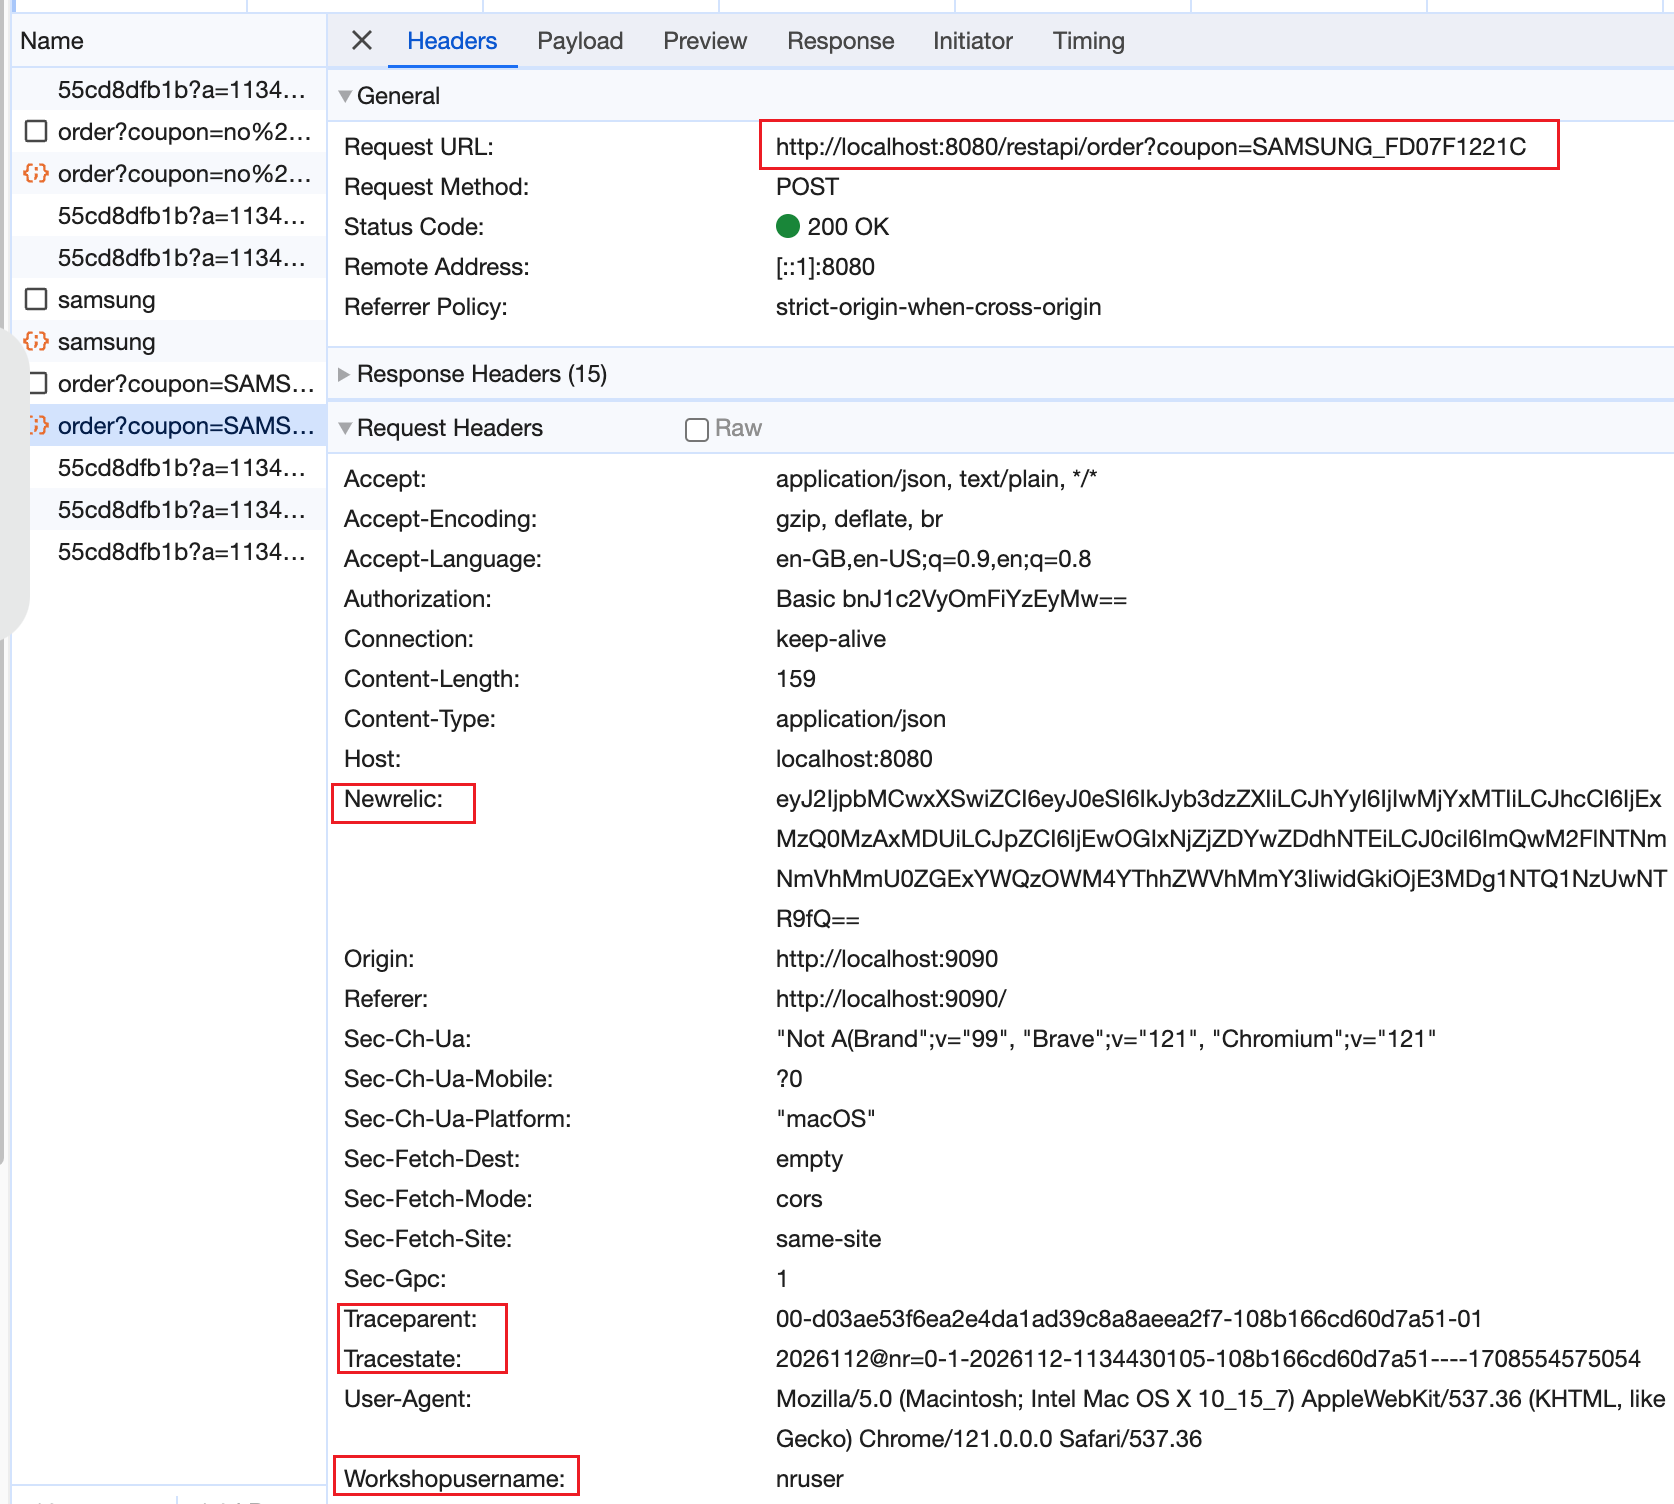 Name
Headers Payload Preview Response Initiator Timing
55cd8dfb1b?a=1134...
order?coupon=no%2...
order?coupon=no%2...
55cd8dfb1b?a=1134...
55cd8dfb1b?a=1134...
samsung
samsung
order?coupon=SAMS...
order?coupon=SAMS...
55cd8dfb1b?a=1134...
55cd8dfb1b?a=1134...
55cd8dfb1b?a=1134...
General
Request URL: http://localhost:8080/restapi/order?coupon=SAMSUNG_FD07F1221C
Request Method: POST
Status Code: 200 OK
Remote Address: [::1]:8080
Referrer Policy: strict-origin-when-cross-origin
Response Headers (15)
Request Headers Raw
Accept: application/json, text/plain, */*
Accept-Encoding: gzip, deflate, br
Accept-Language: en-GB,en-US;q=0.9,en;q=0.8
Authorization: Basic bnJ1c2VyOmFiYzEyMw==
Connection: keep-alive
Content-Length: 159
Content-Type: application/json
Host: localhost:8080
Newrelic: eyJ2IjpbMCwxXSwiZCI6eyJ0eSI6IkJyb3dzZXIiLCJhYyI6IjIwMjYxMTIiLCJhcCI6IjEx
MzQ0MzAxMDUiLCJpZCI6IjEwOGIxNjZjZDYwZDdhNTEiLCJ0ciI6ImQwM2FlNTNm
NmVhMmU0ZGExYWQzOWM4YThhZWVhMmY3IiwidGkiOjE3MDg1NTQ1NzUwNT
R9fQ==
Origin: http://localhost:9090
Referer: http://localhost:9090/
Sec-Ch-Ua: "Not A(Brand";v="99", "Brave";v="121", "Chromium";v="121"
Sec-Ch-Ua-Mobile: ?0
Sec-Ch-Ua-Platform: "macOS"
Sec-Fetch-Dest: empty
Sec-Fetch-Mode: cors
Sec-Fetch-Site: same-site
Sec-Gpc: 1
Traceparent: 00-d03ae53f6ea2e4da1ad39c8a8aeea2f7-108b166cd60d7a51-01
Tracestate: 2026112@nr=0-1-2026112-1134430105-108b166cd60d7a51----1708554575054
User-Agent: Mozilla/5.0 (Macintosh; Intel Mac OS X 10_15_7) AppleWebKit/537.36 (KHTML, like
Gecko) Chrome/121.0.0.0 Safari/537.36
Workshopusername: nruser